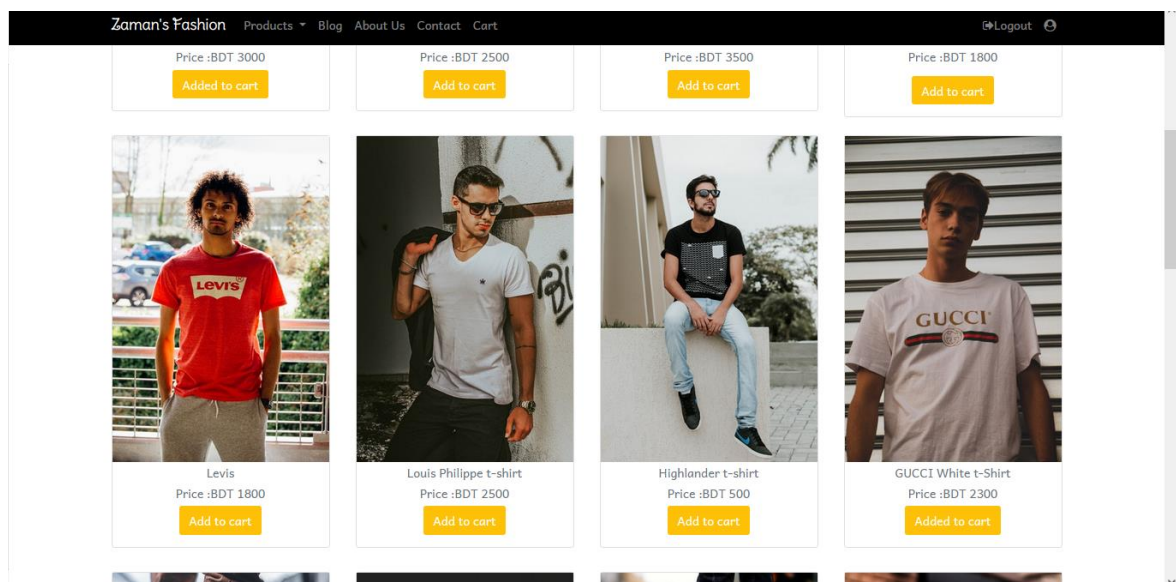 Zaman's Fashion Products Blog About Us Contact Cart Logout
Price :BDT 3000 Price :BDT 2500 Price :BDT 3500 Price :BDT 1800
Added to cart Add to cart Add to cart Add to cart
LEVI'S
GUCCI
Levis Louis Philippe t-shirt Highlander t-shirt GUCCI White t-Shirt
Price :BDT 1800 Price :BDT 2500 Price :BDT 500 Price :BDT 2300
Add to cart Add to cart Add to cart Added to cart